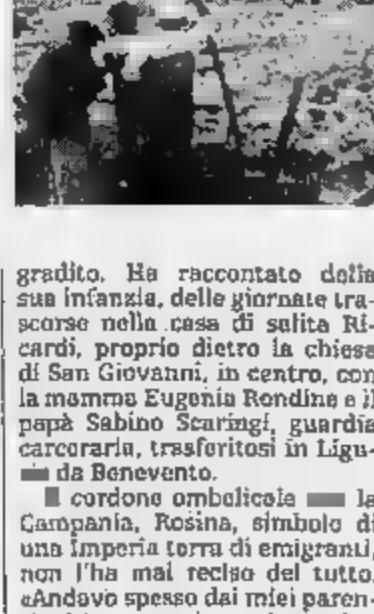 gradito. Ha raccontato della
sua infanzia, delle giornate tra-
scorse nella casa di salita Ri-
cardi, proprio dietro la chiesa
di San Giovanni, in centro, con
la mamma Eugenia Rondine e il
papà Sabino Scaringi, guardia
carceraria, trasferitosi in Ligu-
da Benevento.
cordone ombelicale la
Campania, Rosina, simbolo di
una Imperia terra di emigranti,
non l'ha mai reciso del tutto.
«Andavo spesso dai miei paren-